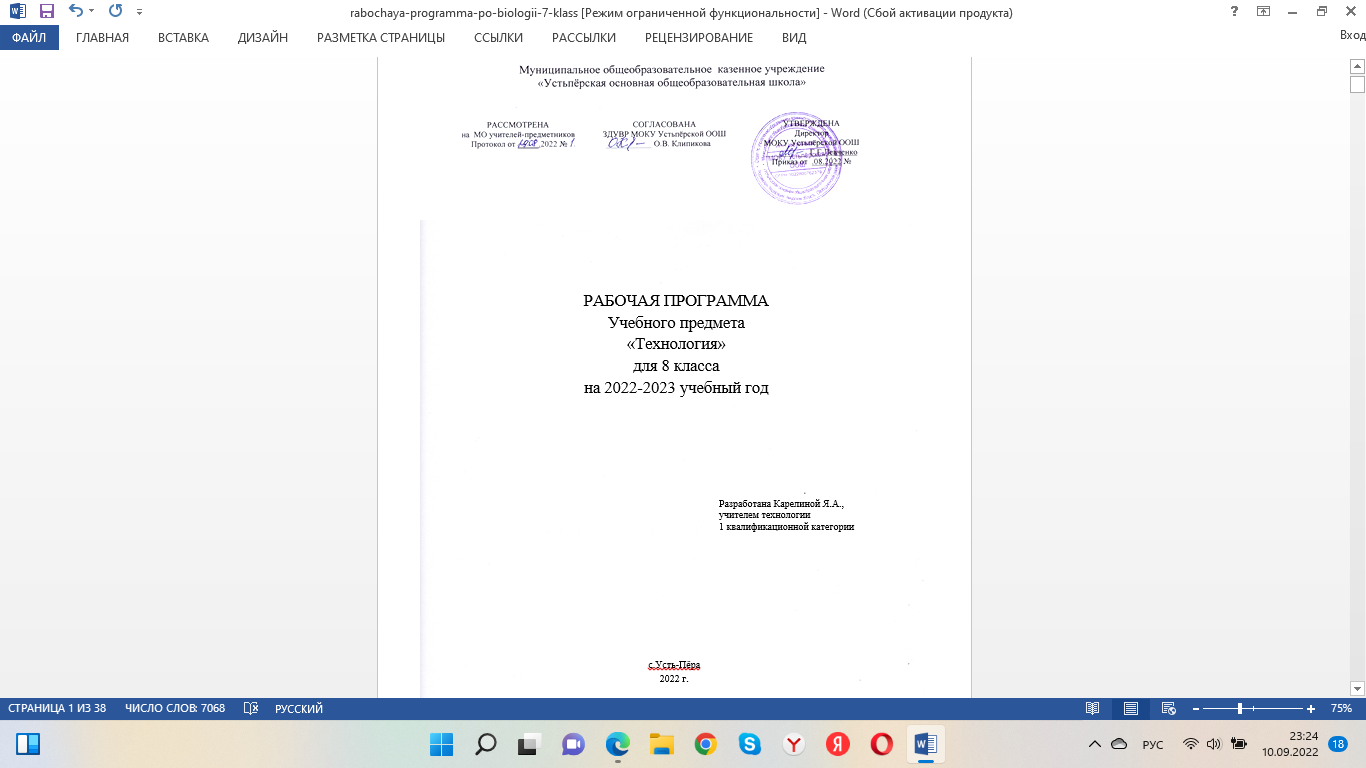 rabochaya-programma-po-biologii-7-klass [Режим ограниченной функциональности] - Word (Сбой активации продукта)
ФАЙЛ ГЛАВНАЯ ВСТАВКА ДИЗАЙН РАЗМЕТКА СТРАНИЦЫ ССЫЛКИ РАССЫЛКИ РЕЦЕНЗИРОВАНИЕ ВИД Вход
Муниципальное общеобразовательное казенное учреждение
«Устьпёрская основная общеобразовательная школа»
РАССМОТРЕНА
на МО учителей-предметников
Протокол от 2022 № 1
СОГЛАСОВАНА
ЗДУВР МОКУ Устьпёрской ООШ
О.В. Клипикова
УТВЕРЖДЕНА
Директор
МОКУ Устьпёрской ООШ
Приказ от .08.2022 №
РАБОЧАЯ ПРОГРАММА
Учебного предмета
«Технология»
для 8 класса
на 2022-2023 учебный год
Разработана Карелиной Я.А.,
учителем технологии
1 квалификационной категории
с.Усть-Пёра
2022 г.
СТРАНИЦА 1 ИЗ 38 ЧИСЛО СЛОВ: 7068 РУССКИЙ 75%
РУС 23:24
10.09.2022 18